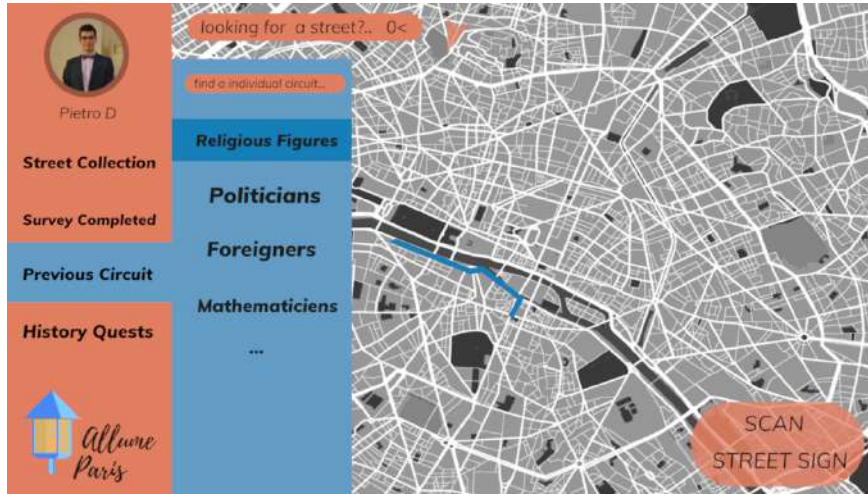 looking for a street?.. 0<
find a individual circuit...
Pietro D
Street Collection
Survey Completed
Previous Circuit
History Quests
Religious Figures
Politicians
Foreigners
Mathematiciens
...
Allume
Paris
SCAN
STREET SIGN